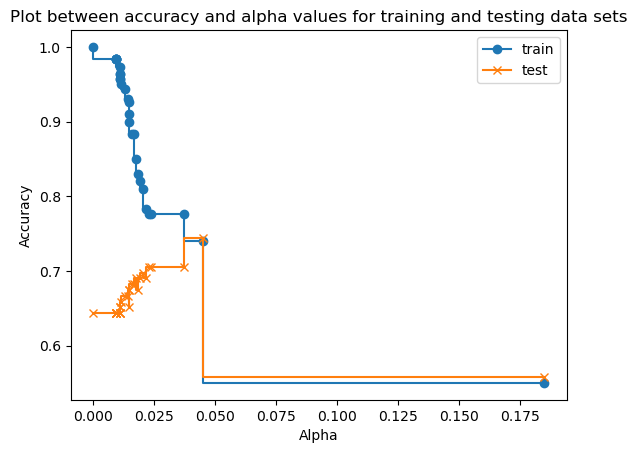 Plot between accuracy and alpha values for training and testing data sets
train
test
1.0
0.9
0.8
0.7
0.6
Accuracy
0.000
0.025
0.050
0.075
0.100
0.125
0.150
0.175
Alpha